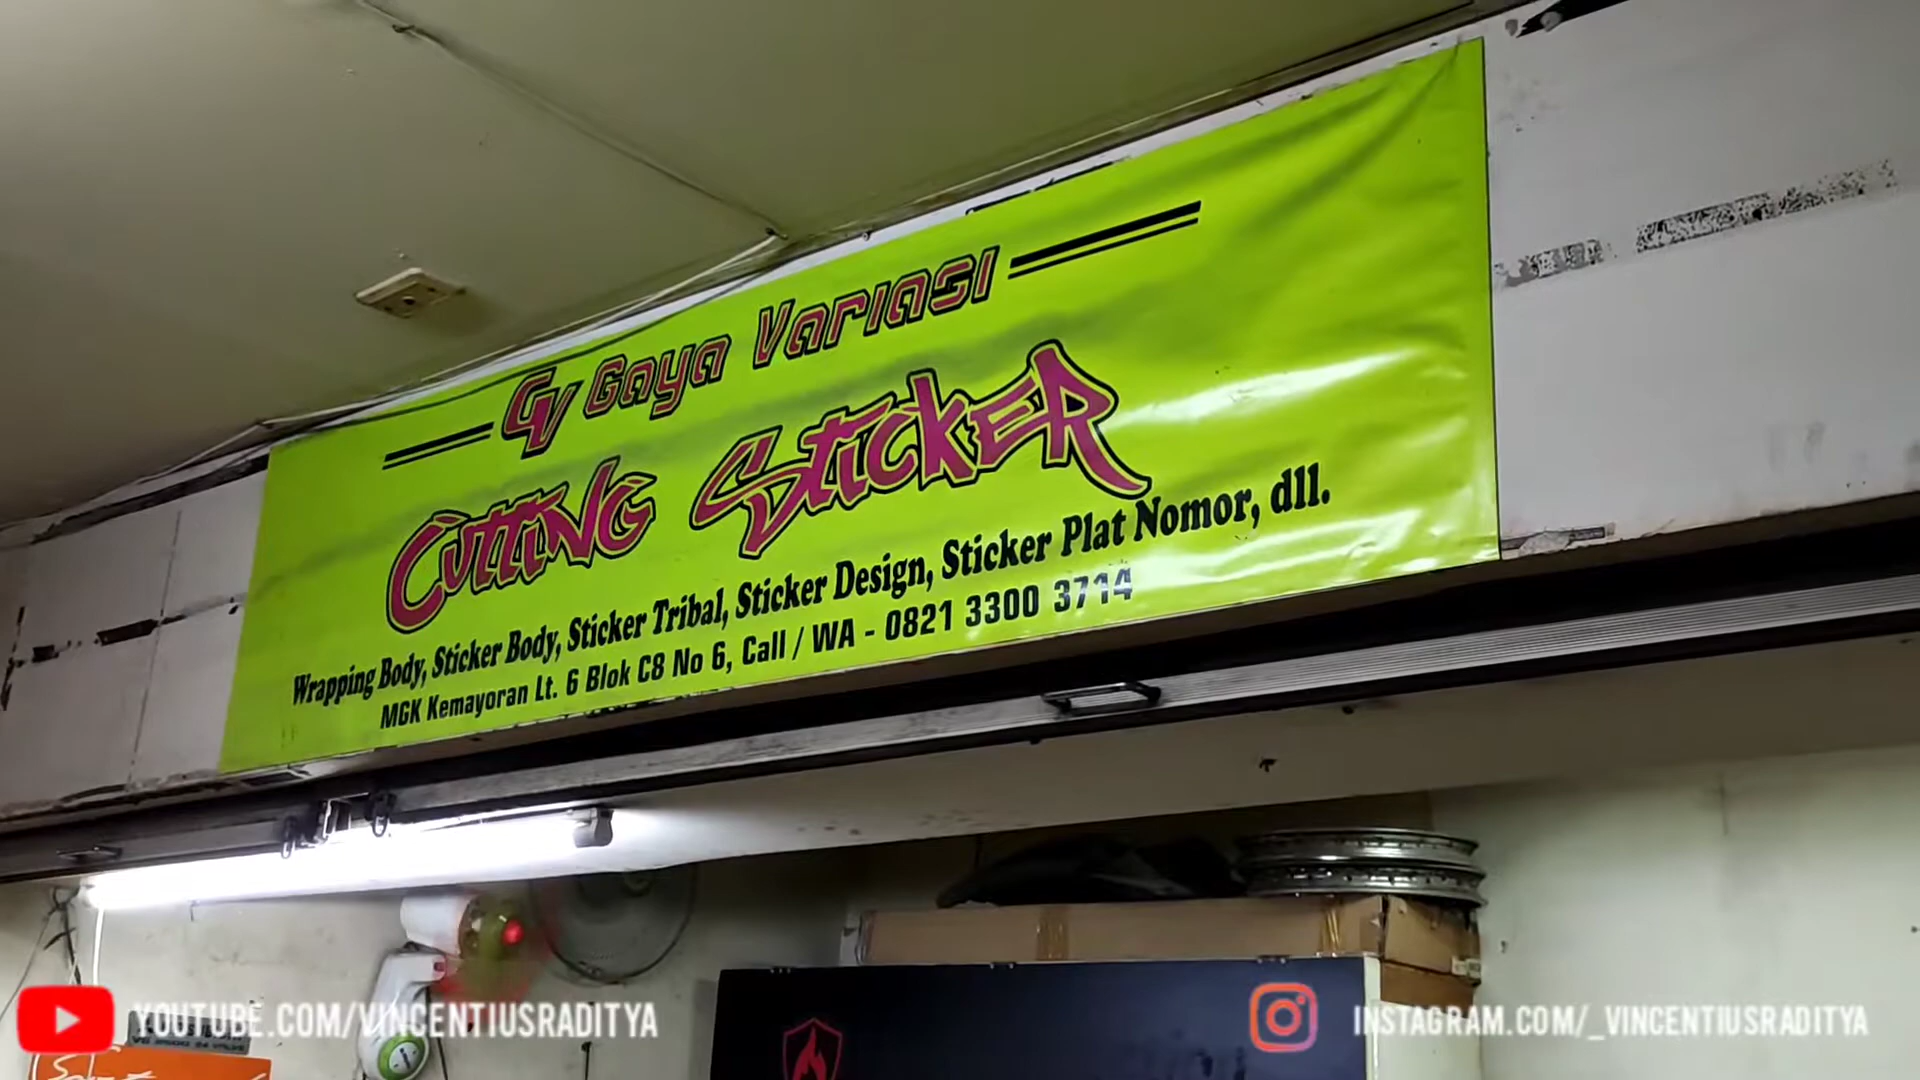 GV Gaya Variasi
Cutting Sticker
Wrapping Body, Sticker Body, Sticker Tribal, Sticker Design, Sticker Plat Nomor, dll.
MGK Kemayoran Lt. 6 Blok C8 No 6, Call / WA - 0821 3300 3714
YOUTUBE.COM/VINCENTIUSRADITYA
INSTAGRAM.COM/_VINCENTIUSRADITYA